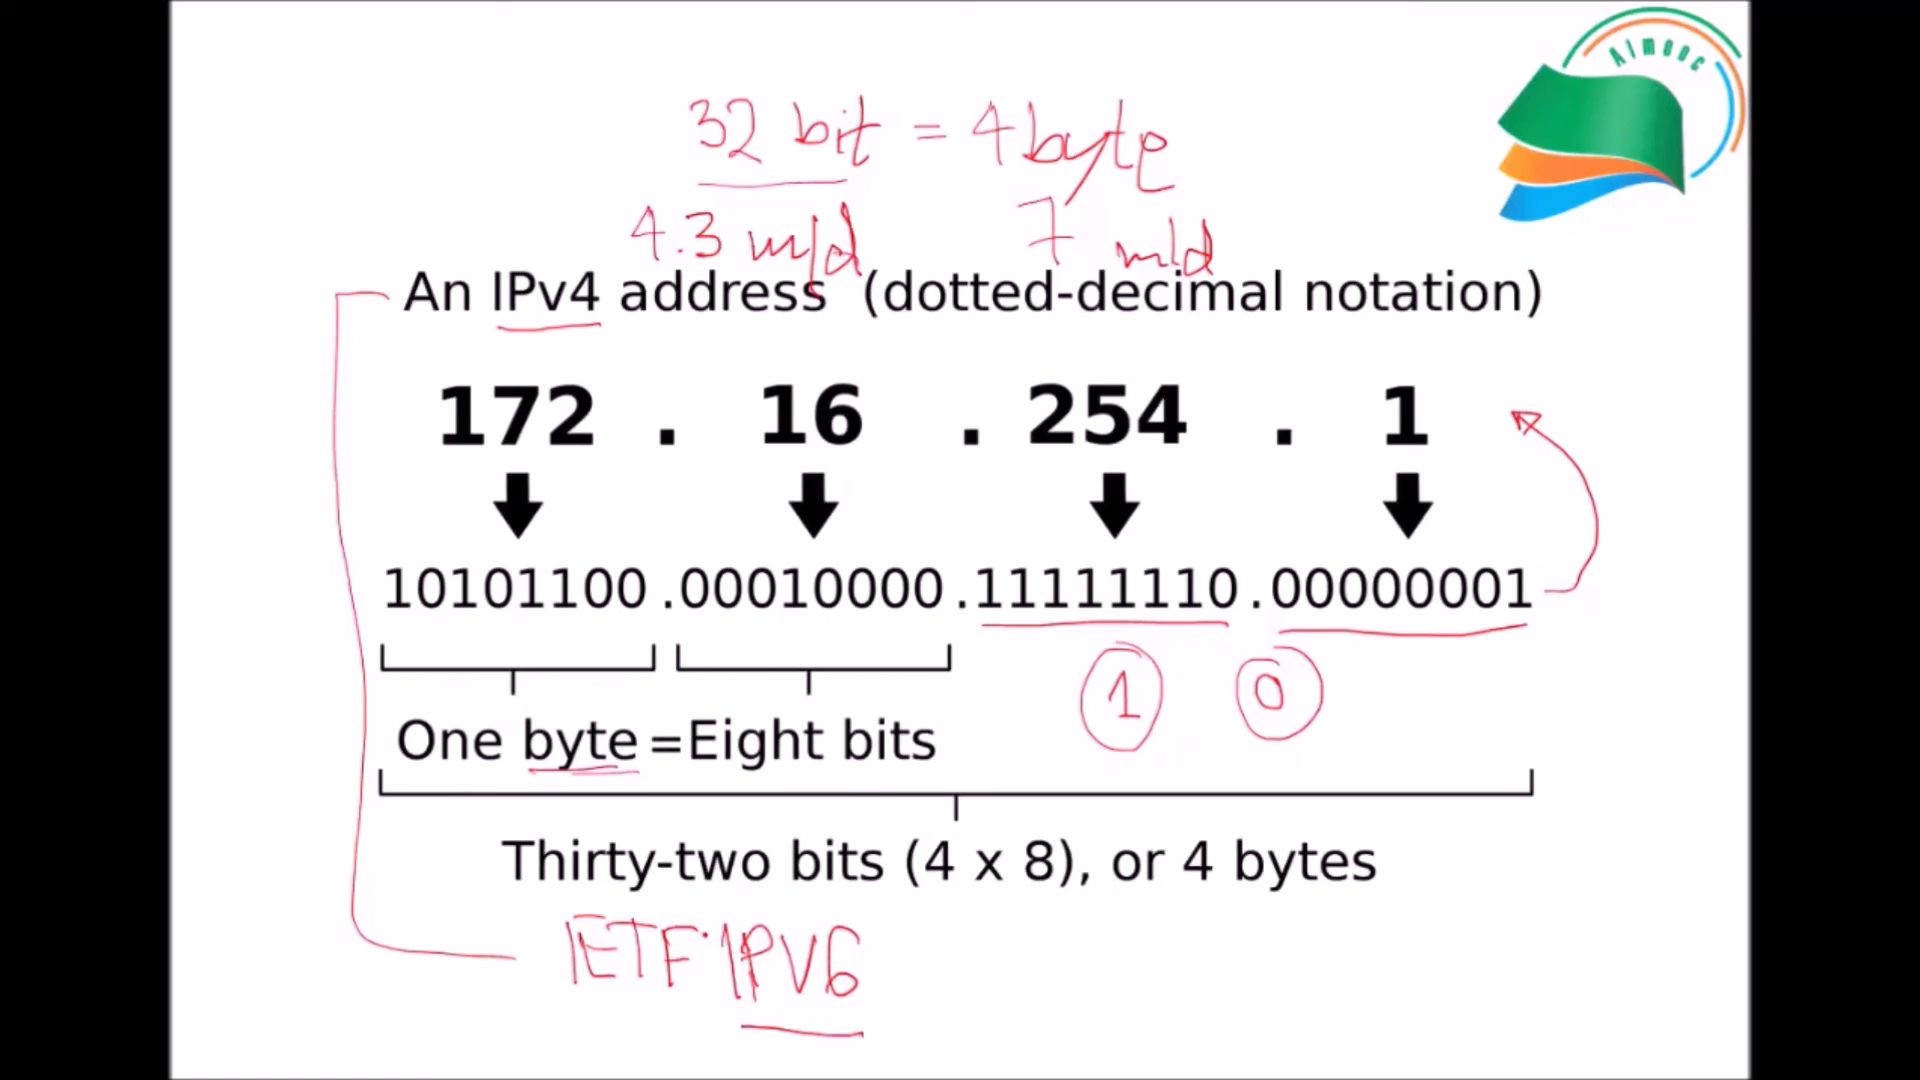 Aimooc
32 bit = 4 byte
4.3 mld 7 mld
An IPv4 address (dotted-decimal notation)
172 . 16 . 254 . 1
10101100 .00010000 .11111110 .00000001
1 0
One byte =Eight bits
Thirty-two bits (4 x 8), or 4 bytes
IETF. IPV6